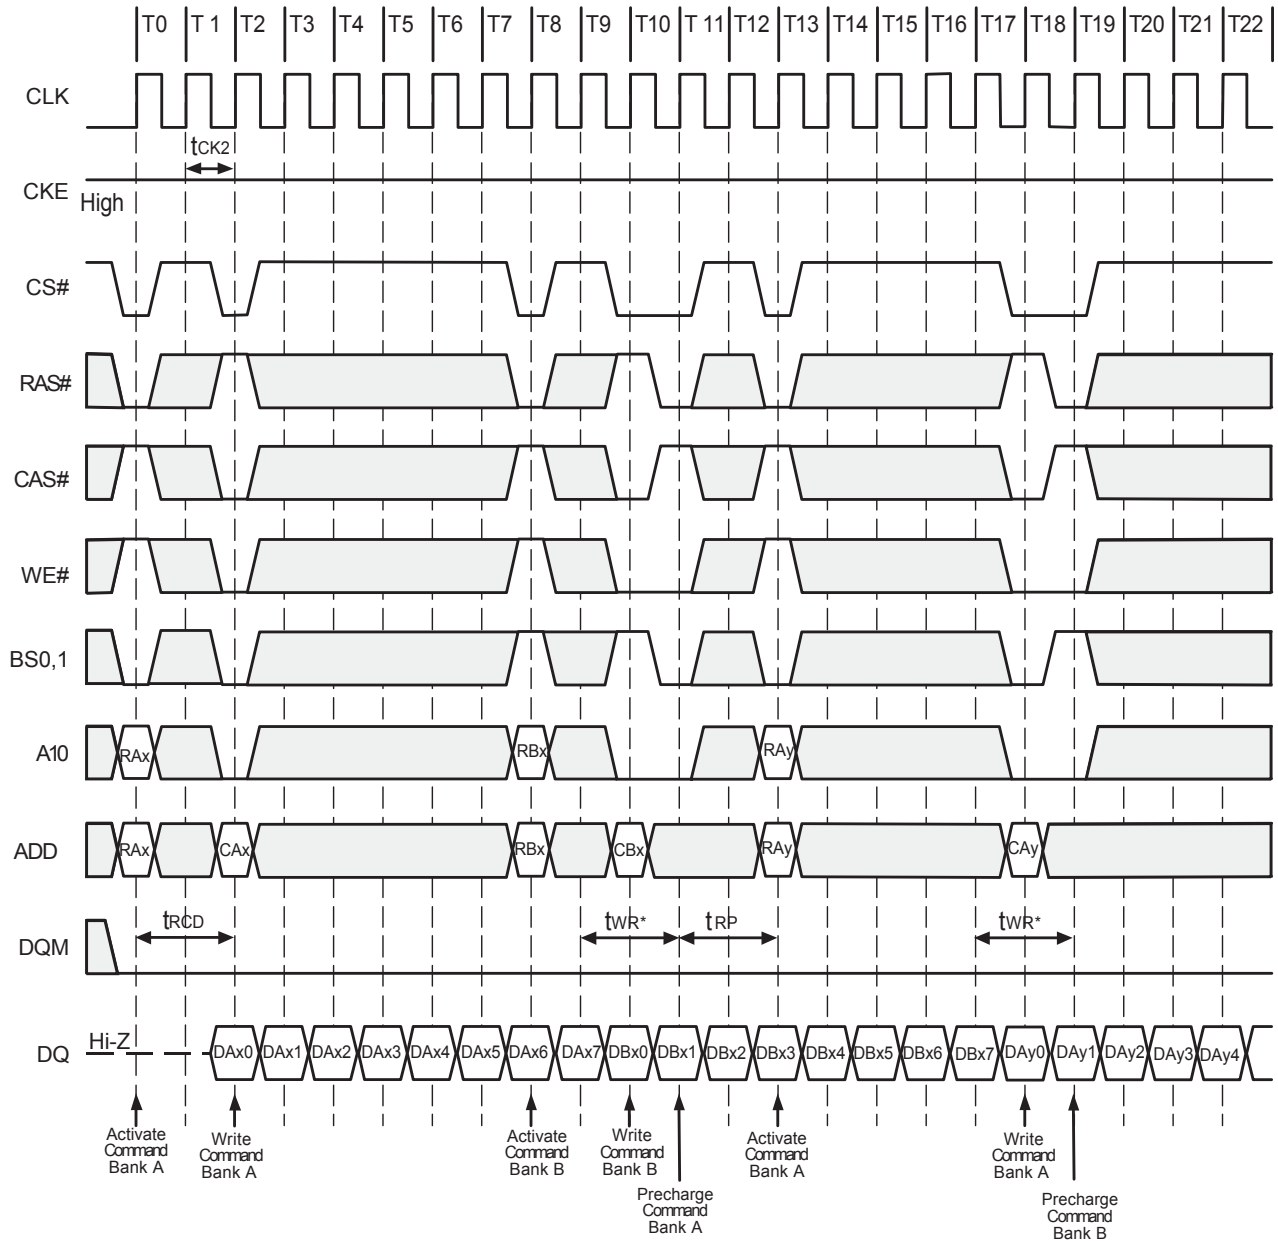 T0 T 1 T2 T3 T4 T5 T6 T7 T8 T9 T10 T 11 T12 T13 T14 T15 T16 T17 T18 T19 T20 T21 T22
CLK
tCK2
CKE
High
CS#
RAS#
CAS#
WE#
BS0,1
A10 RAx RBx RAy
ADD RAx CAx RBx CBx RAy CAy
tRCD tWR* tRP tWR*
DQM
Hi-Z
DQ DAx0 DAx1 DAx2 DAx3 DAx4 DAx5 DAx6 DAx7 DBx0 DBx1 DBx2 DBx3 DBx4 DBx5 DBx6 DBx7 DAy0 DAy1 DAy2 DAy3 DAy4
Activate
Command
Bank A
Write
Command
Bank A
Activate
Command
Bank B
Write
Command
Bank B
Activate
Command
Bank A
Write
Command
Bank A
Precharge
Command
Bank A
Precharge
Command
Bank B